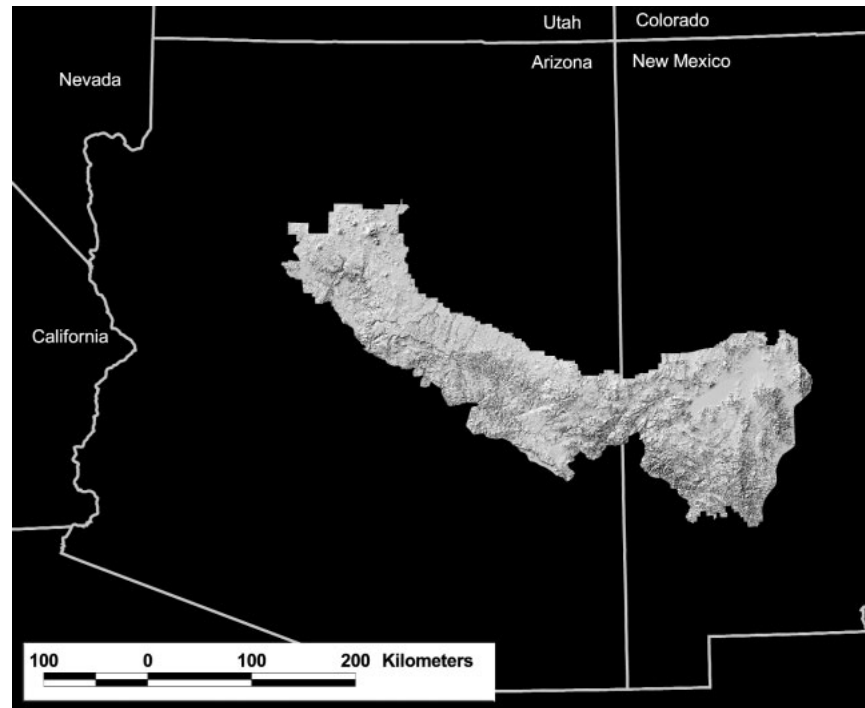 Utah Colorado
Arizona New Mexico
Nevada
California
100 0 100 200 Kilometers